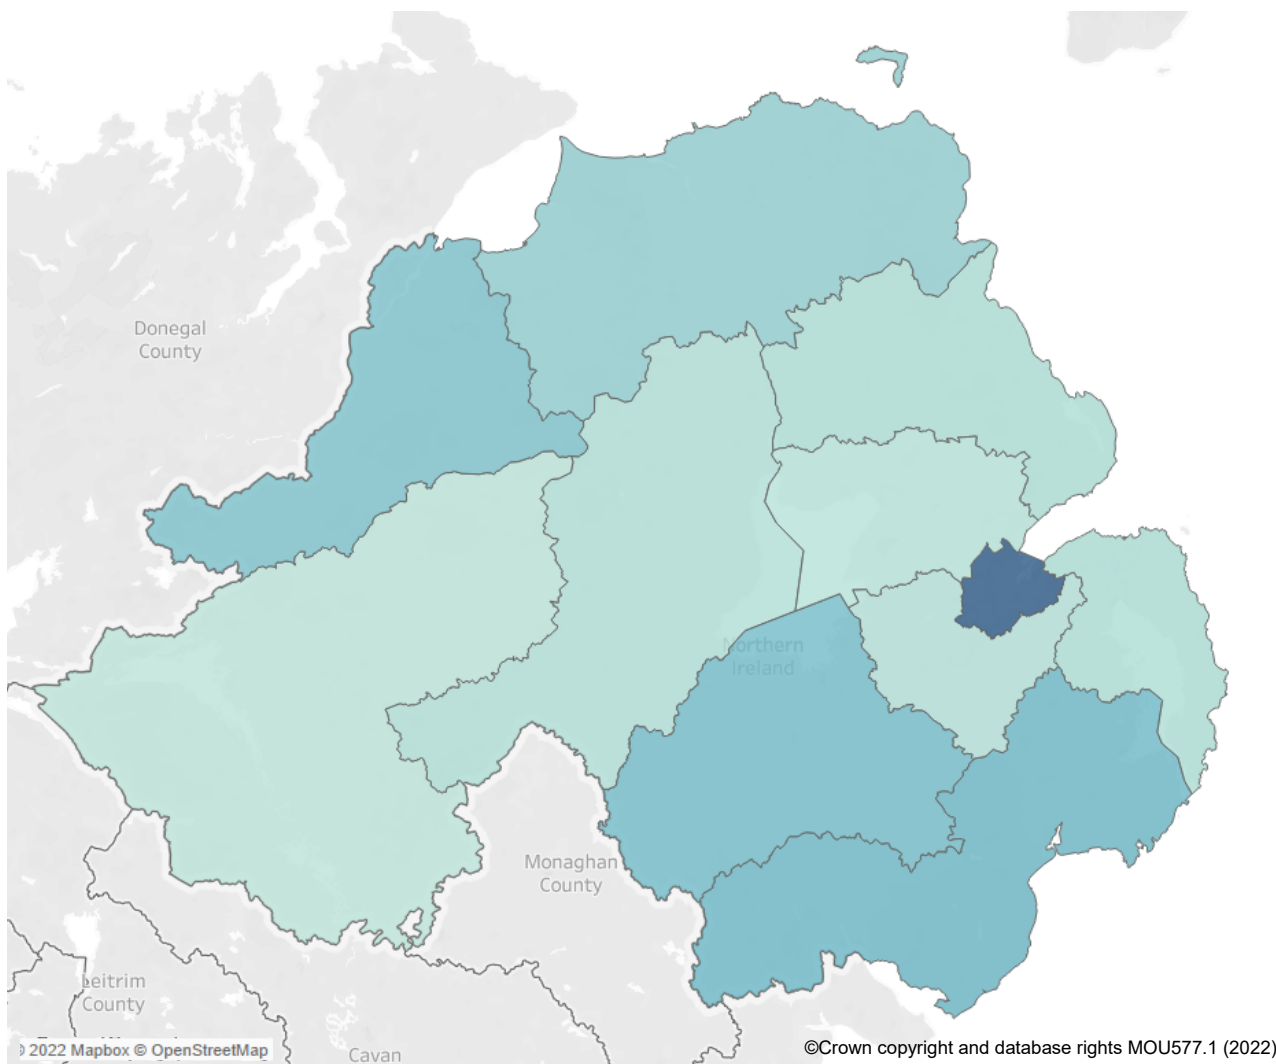 Donegal
County
Northern
Ireland
Monaghan
County
Leitrim
County
Cavan
© 2022 Mapbox © OpenStreetMap
©Crown copyright and database rights MOU577.1 (2022)